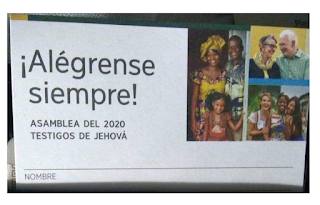 ¡Alégrense
siempre!
ASAMBLEA DEL 2020
TESTIGOS DE JEHOVÁ
NOMBRE